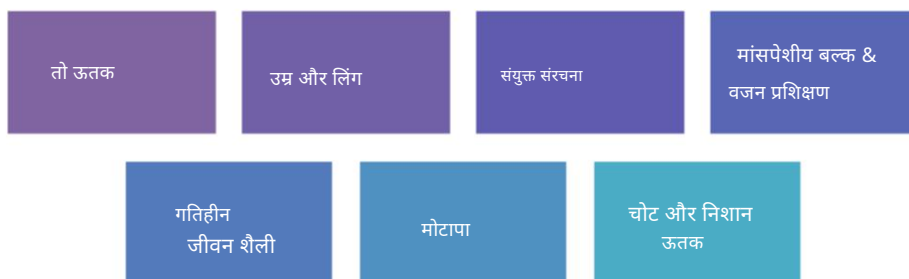 तो ऊतक
उम्र और लिंग
संयुक्त संरचना
मांसपेशीय बल्क &
वजन प्रशिक्षण
गतिहीन
जीवन शैली
मोटापा
चोट और निशान
ऊतक